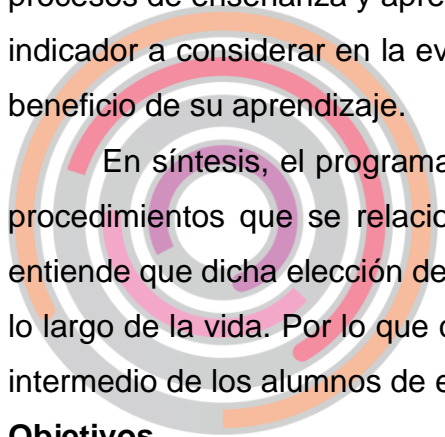 procesos de enseñanza y apre
indicador a considerar en la ev
beneficio de su aprendizaje.
En síntesis, el programa
procedimientos que se relacio
entiende que dicha elección de
lo largo de la vida. Por lo que
intermedio de los alumnos de e
Objetivos